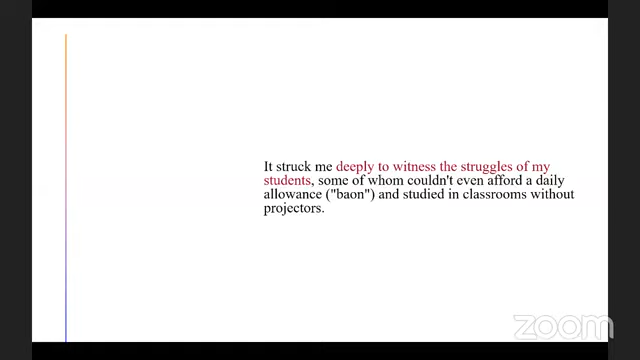 It struck me deeply to witness the struggles of my
students, some of whom couldn't even afford a daily
allowance ("baon") and studied in classrooms without
projectors.
zoom